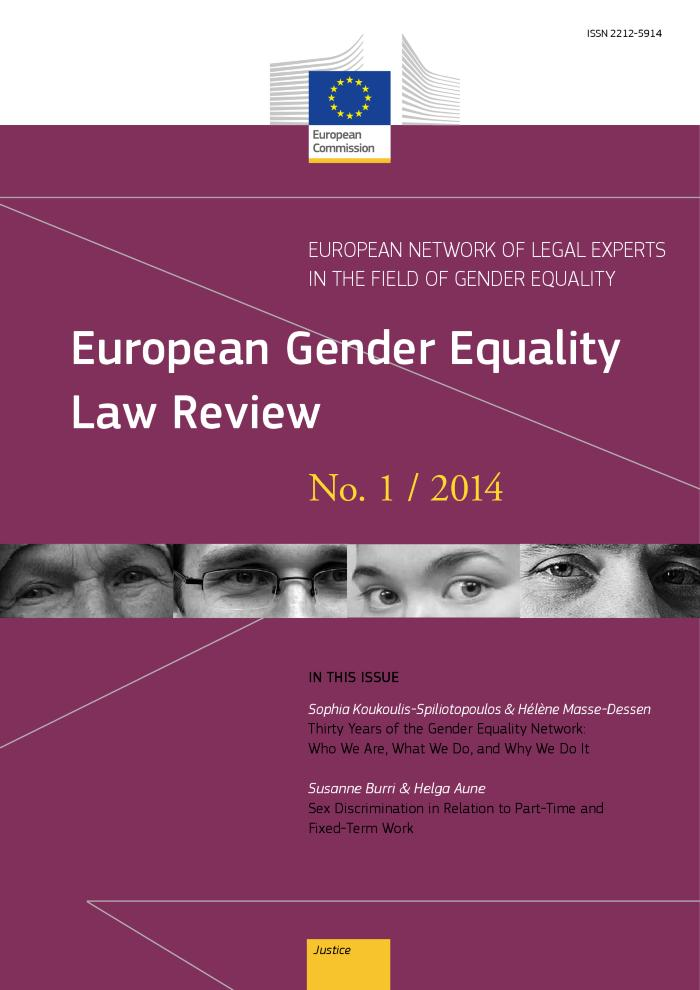 ISSN 2212-5914
European
Commission
EUROPEAN NETWORK OF LEGAL EXPERTS
IN THE FIELD OF GENDER EQUALITY
European Gender Equality
Law Review
No. 1 / 2014
IN THIS ISSUE
Sophia Koukoulis-Spiliotopoulos & Hélène Masse-Dessen
Thirty Years of the Gender Equality Network:
Who We Are, What We Do, and Why We Do It
Susanne Burri & Helga Aune
Sex Discrimination in Relation to Part-Time and
Fixed-Term Work
Justice